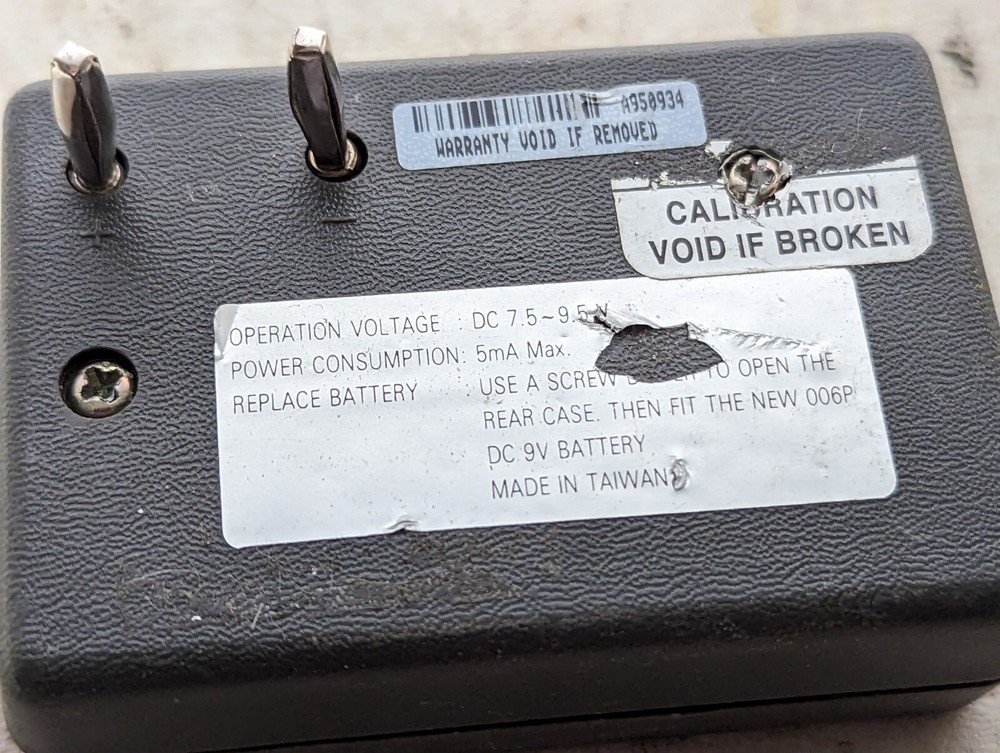 A950934
WARRANTY VOID IF REMOVED
CALIBRATION
VOID IF BROKEN
+
−
OPERATION VOLTAGE : DC 7.5~9.5 V
POWER CONSUMPTION: 5mA Max.
REPLACE BATTERY : USE A SCREW DRIVER TO OPEN THE
REAR CASE. THEN FIT THE NEW 006P
DC 9V BATTERY
MADE IN TAIWAN